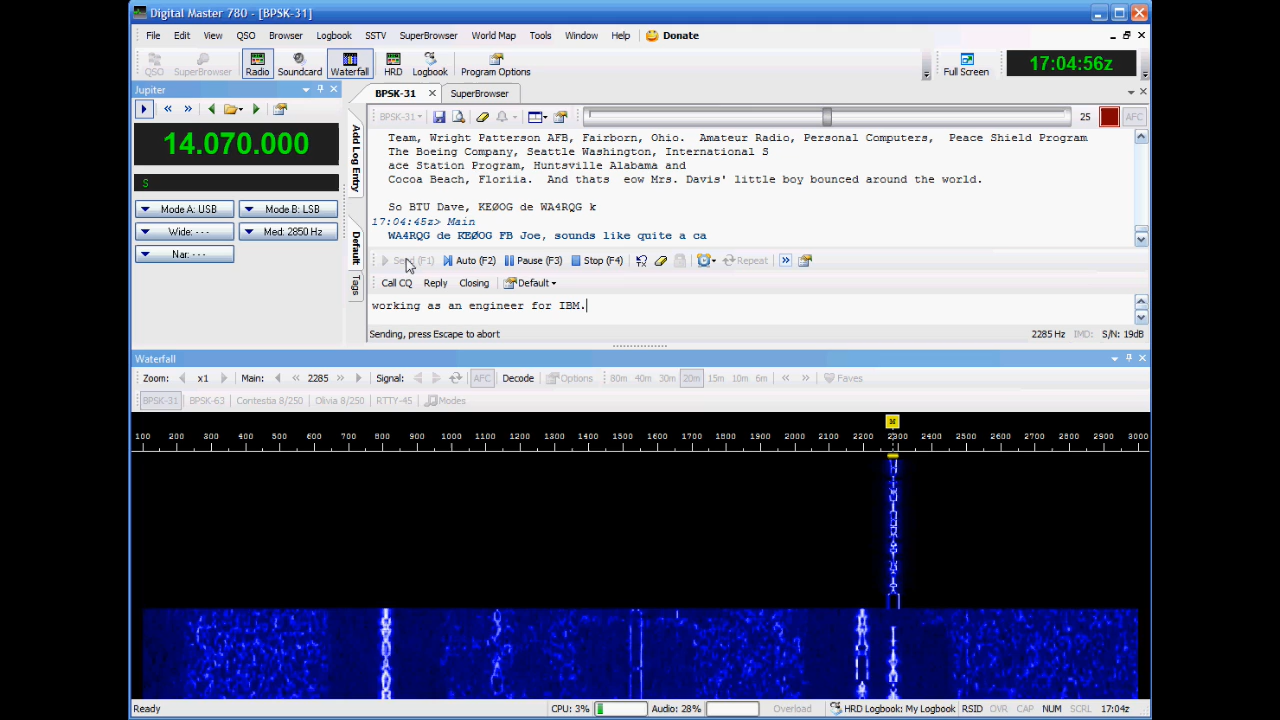 Digital Master 780 - [BPSK-31]
File Edit View QSO Browser Logbook SSTV SuperBrowser World Map Tools Window Help Donate
QSO SuperBrowser Radio Soundcard Waterfall HRD Logbook Program Options Full Screen 17:04:56z
Jupiter
BPSK-31 SuperBrowser
BPSK-31 25 AFC
14.070.000
S
Mode A: USB Mode B: LSB
Wide: - - - Med: 2850 Hz
Nar: - - -
Add Log Entry
Default
Tags
Team, Wright Patterson AFB, Fairborn, Ohio. Amateur Radio, Personal Computers, Peace Shield Program
The Boeing Company, Seattle Washington, International S
ace Station Program, Huntsville Alabama and
Cocoa Beach, Floriia. And thats eow Mrs. Davis' little boy bounced around the world.
So BTU Dave, KEØOG de WA4RQG k
17:04:45z> Main
WA4RQG de KEØOG FB Joe, sounds like quite a ca
Send (F1) Auto (F2) Pause (F3) Stop (F4) Repeat
Call CQ Reply Closing Default
working as an engineer for IBM.
Sending, press Escape to abort 2285 Hz IMD: S/N: 19dB
Waterfall
Zoom: x1 Main: 2285 Signal: AFC Decode Options 80m 40m 30m 20m 15m 10m 6m Faves
BPSK-31 BPSK-63 Contestia 8/250 Olivia 8/250 RTTY-45 Modes
M
100 200 300 400 500 600 700 800 900 1000 1100 1200 1300 1400 1500 1600 1700 1800 1900 2000 2100 2200 2300 2400 2500 2600 2700 2800 2900 3000
Ready CPU: 3% Audio: 28% Overload HRD Logbook: My Logbook RSID OVR CAP NUM SCRL 17:04z